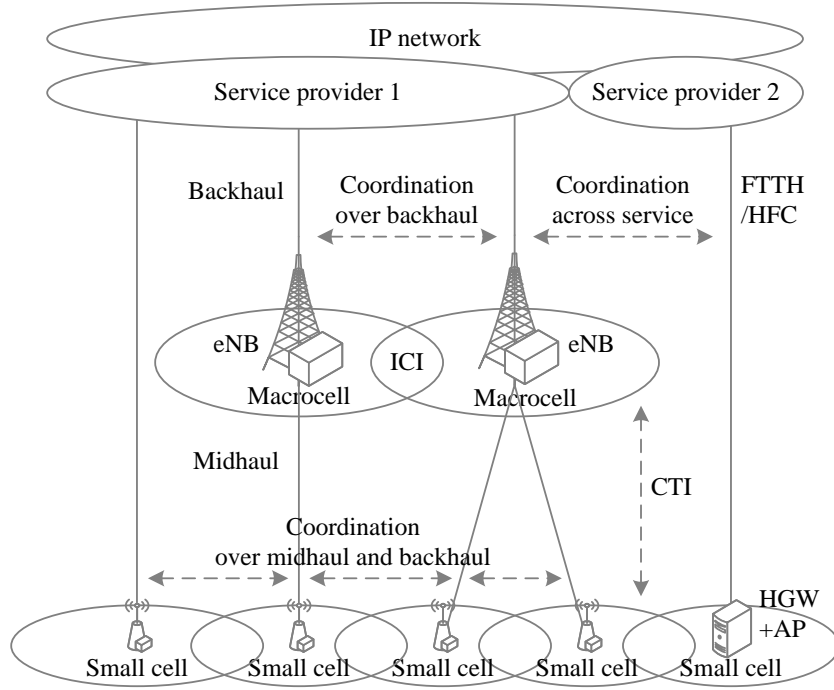 IP network
Service provider 1
Service provider 2
Backhaul
Coordination
over backhaul
Coordination
across service
FTTH
/HFC
eNB
ICI
eNB
Macrocell
Macrocell
Midhaul
CTI
Coordination
over midhaul and backhaul
HGW
+AP
Small cell
Small cell
Small cell
Small cell
Small cell